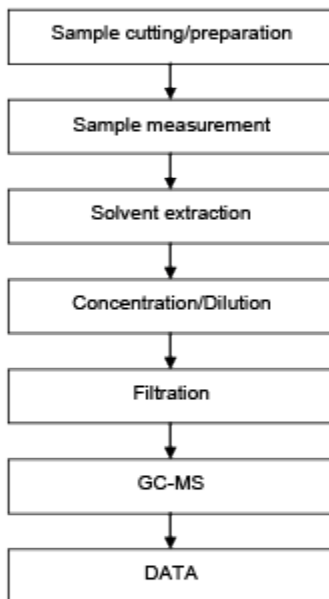 Sample cutting/preparation
Sample measurement
Solvent extraction
Concentration/Dilution
Filtration
GC-MS
DATA